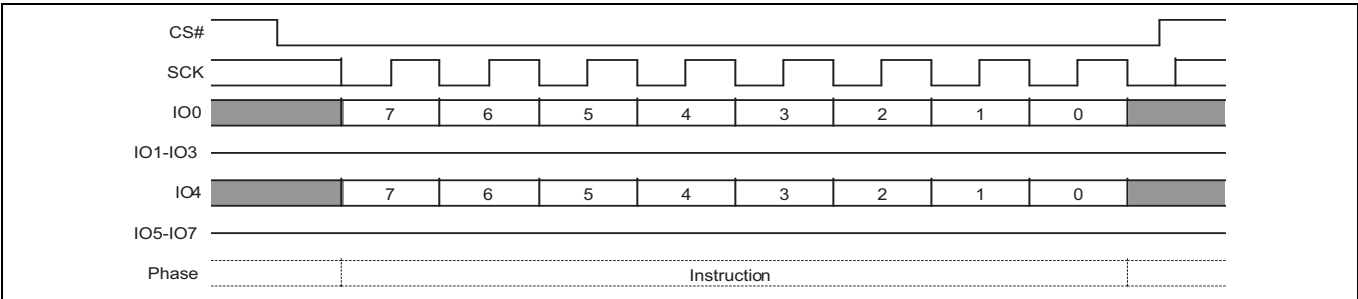 CS#
SCK
IO0 7 6 5 4 3 2 1 0
IO1-IO3
IO4 7 6 5 4 3 2 1 0
IO5-IO7
Phase Instruction